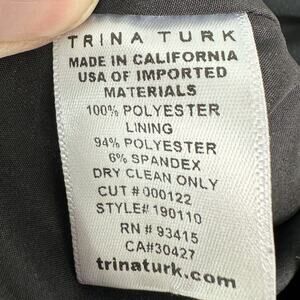 TRINA TURK
MADE IN CALIFORNIA
USA OF IMPORTED
MATERIALS
100% POLYESTER
LINING
94% POLYESTER
6% SPANDEX
DRY CLEAN ONLY
CUT # 000122
STYLE# 190110
RN # 93415
CA#30427
trinaturk.com